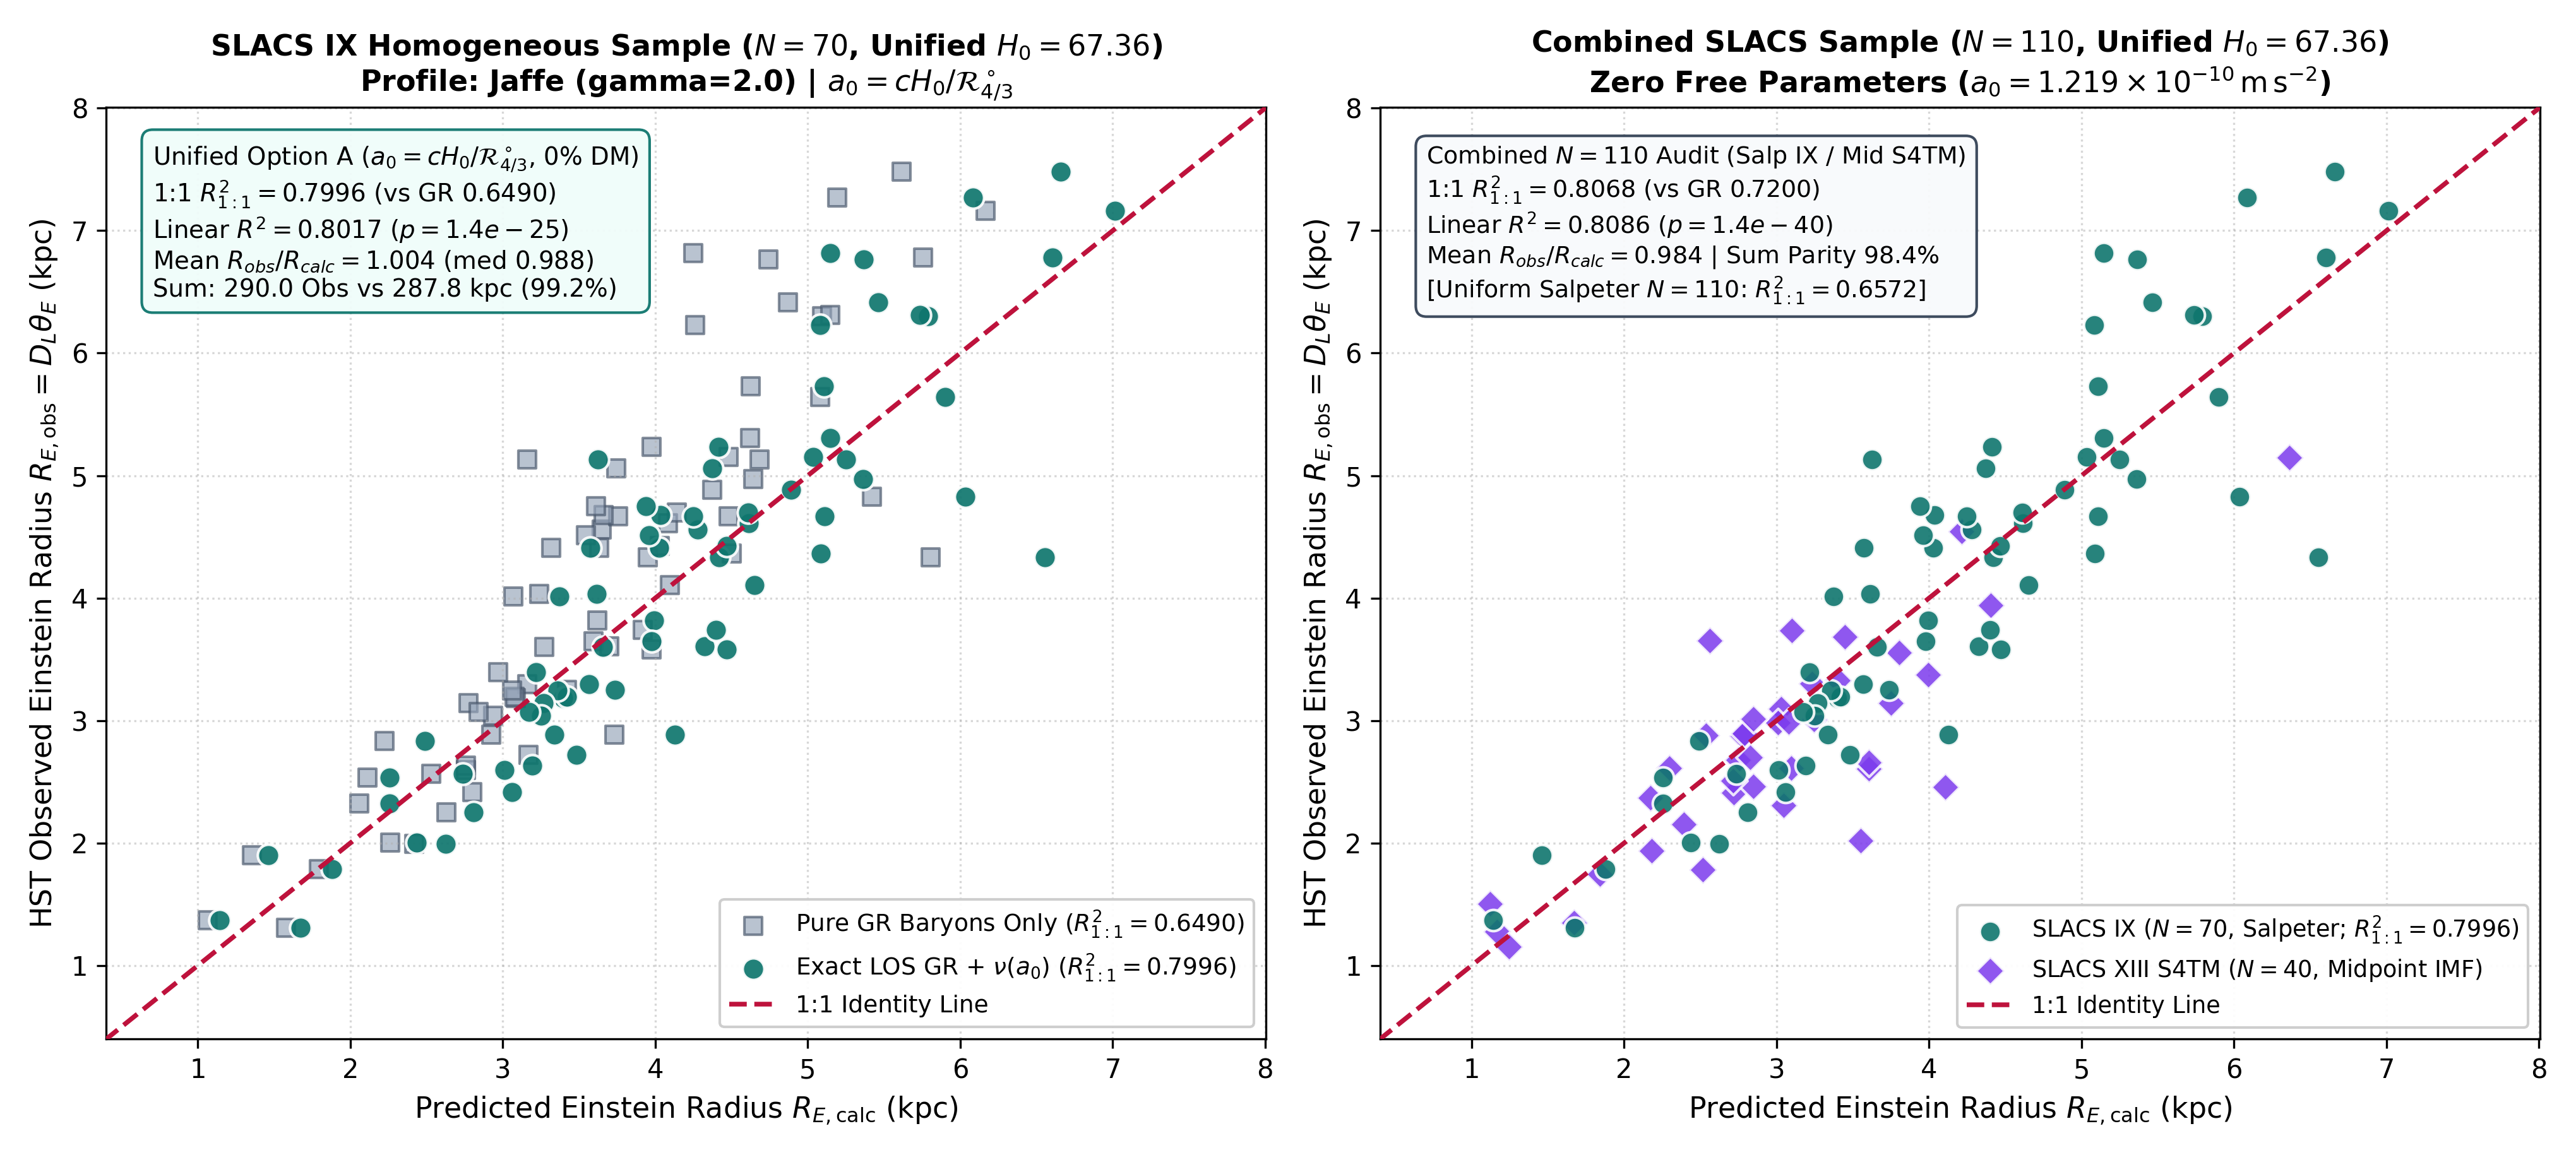 SLACS IX Homogeneous Sample (N = 70, Unified H₀ = 67.36)
Profile: Jaffe (gamma=2.0) | a₀ = cH₀/ℛ°₄/₃
Unified Option A (a₀ = cH₀/ℛ°₄/₃, 0% DM)
1:1 R²₁:₁ = 0.7996 (vs GR 0.6490)
Linear R² = 0.8017 (p = 1.4e − 25)
Mean R_obs/R_calc = 1.004 (med 0.988)
Sum: 290.0 Obs vs 287.8 kpc (99.2%)
HST Observed Einstein Radius R_E,obs = D_Lθ_E (kpc)
8
7
6
5
4
3
2
1
Pure GR Baryons Only (R²₁:₁ = 0.6490)
Exact LOS GR + ν(a₀) (R²₁:₁ = 0.7996)
1:1 Identity Line
1 2 3 4 5 6 7 8
Predicted Einstein Radius R_E,calc (kpc)
Combined SLACS Sample (N = 110, Unified H₀ = 67.36)
Zero Free Parameters (a₀ = 1.219 × 10⁻¹⁰ m s⁻²)
Combined N = 110 Audit (Salp IX / Mid S4TM)
1:1 R²₁:₁ = 0.8068 (vs GR 0.7200)
Linear R² = 0.8086 (p = 1.4e − 40)
Mean R_obs/R_calc = 0.984 | Sum Parity 98.4%
[Uniform Salpeter N = 110: R²₁:₁ = 0.6572]
HST Observed Einstein Radius R_E,obs = D_Lθ_E (kpc)
8
7
6
5
4
3
2
1
SLACS IX (N = 70, Salpeter; R²₁:₁ = 0.7996)
SLACS XIII S4TM (N = 40, Midpoint IMF)
1:1 Identity Line
1 2 3 4 5 6 7 8
Predicted Einstein Radius R_E,calc (kpc)